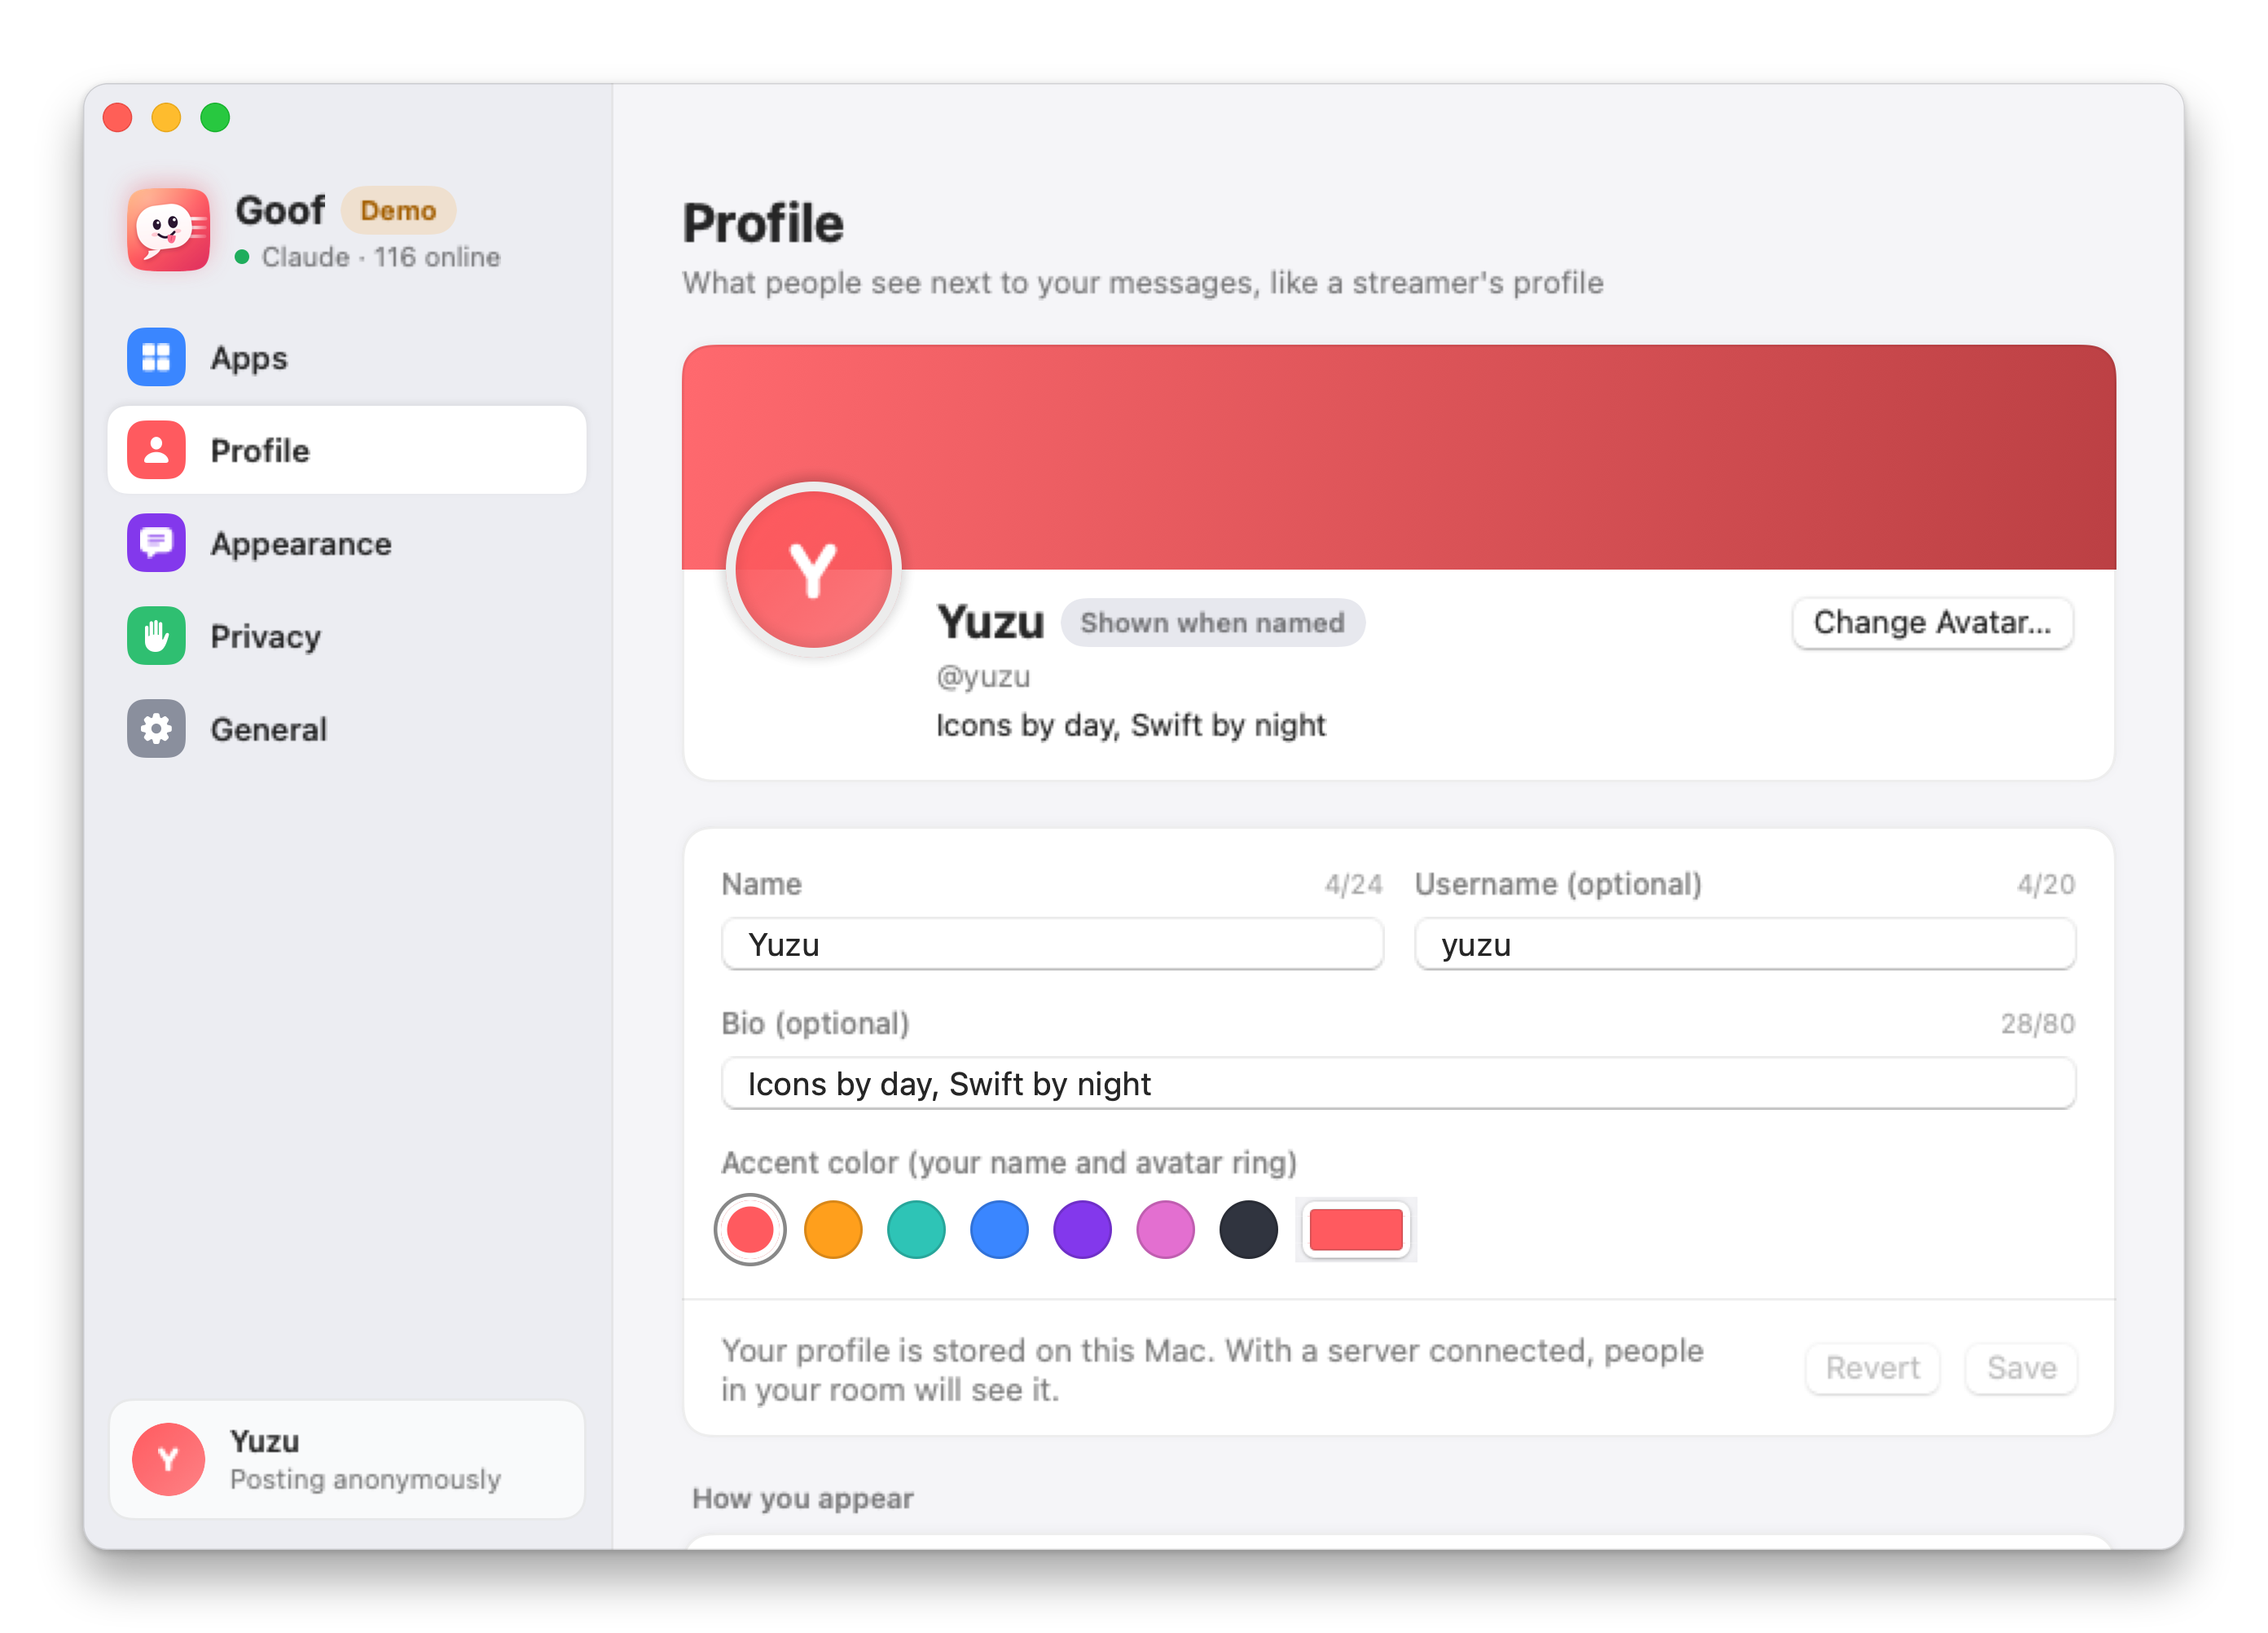 Goof Demo
Claude · 116 online
Apps
Profile
Appearance
Privacy
General
Yuzu
Posting anonymously
Profile
What people see next to your messages, like a streamer's profile
Y
Yuzu Shown when named
Change Avatar...
@yuzu
Icons by day, Swift by night
Name 4/24
Username (optional) 4/20
Yuzu
yuzu
Bio (optional) 28/80
Icons by day, Swift by night
Accent color (your name and avatar ring)
Your profile is stored on this Mac. With a server connected, people
in your room will see it.
Revert
Save
How you appear
Y